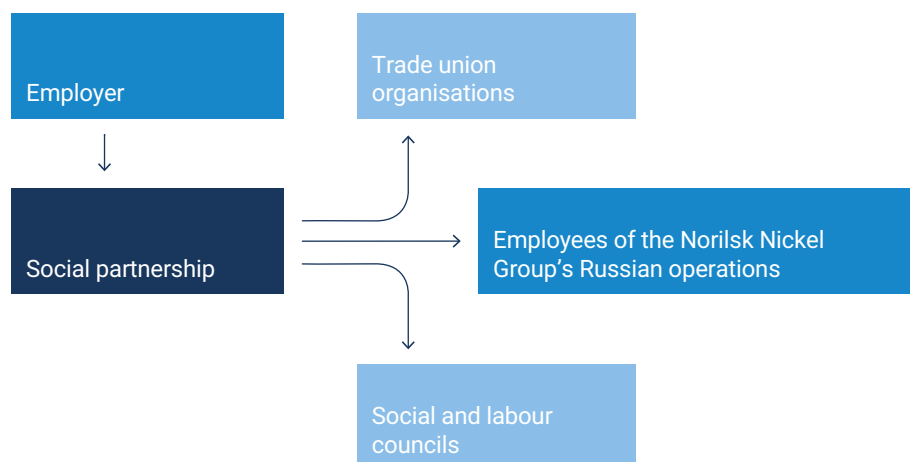 Employer
Trade union
organisations
Social partnership
Employees of the Norilsk Nickel
Group's Russian operations
Social and labour
councils